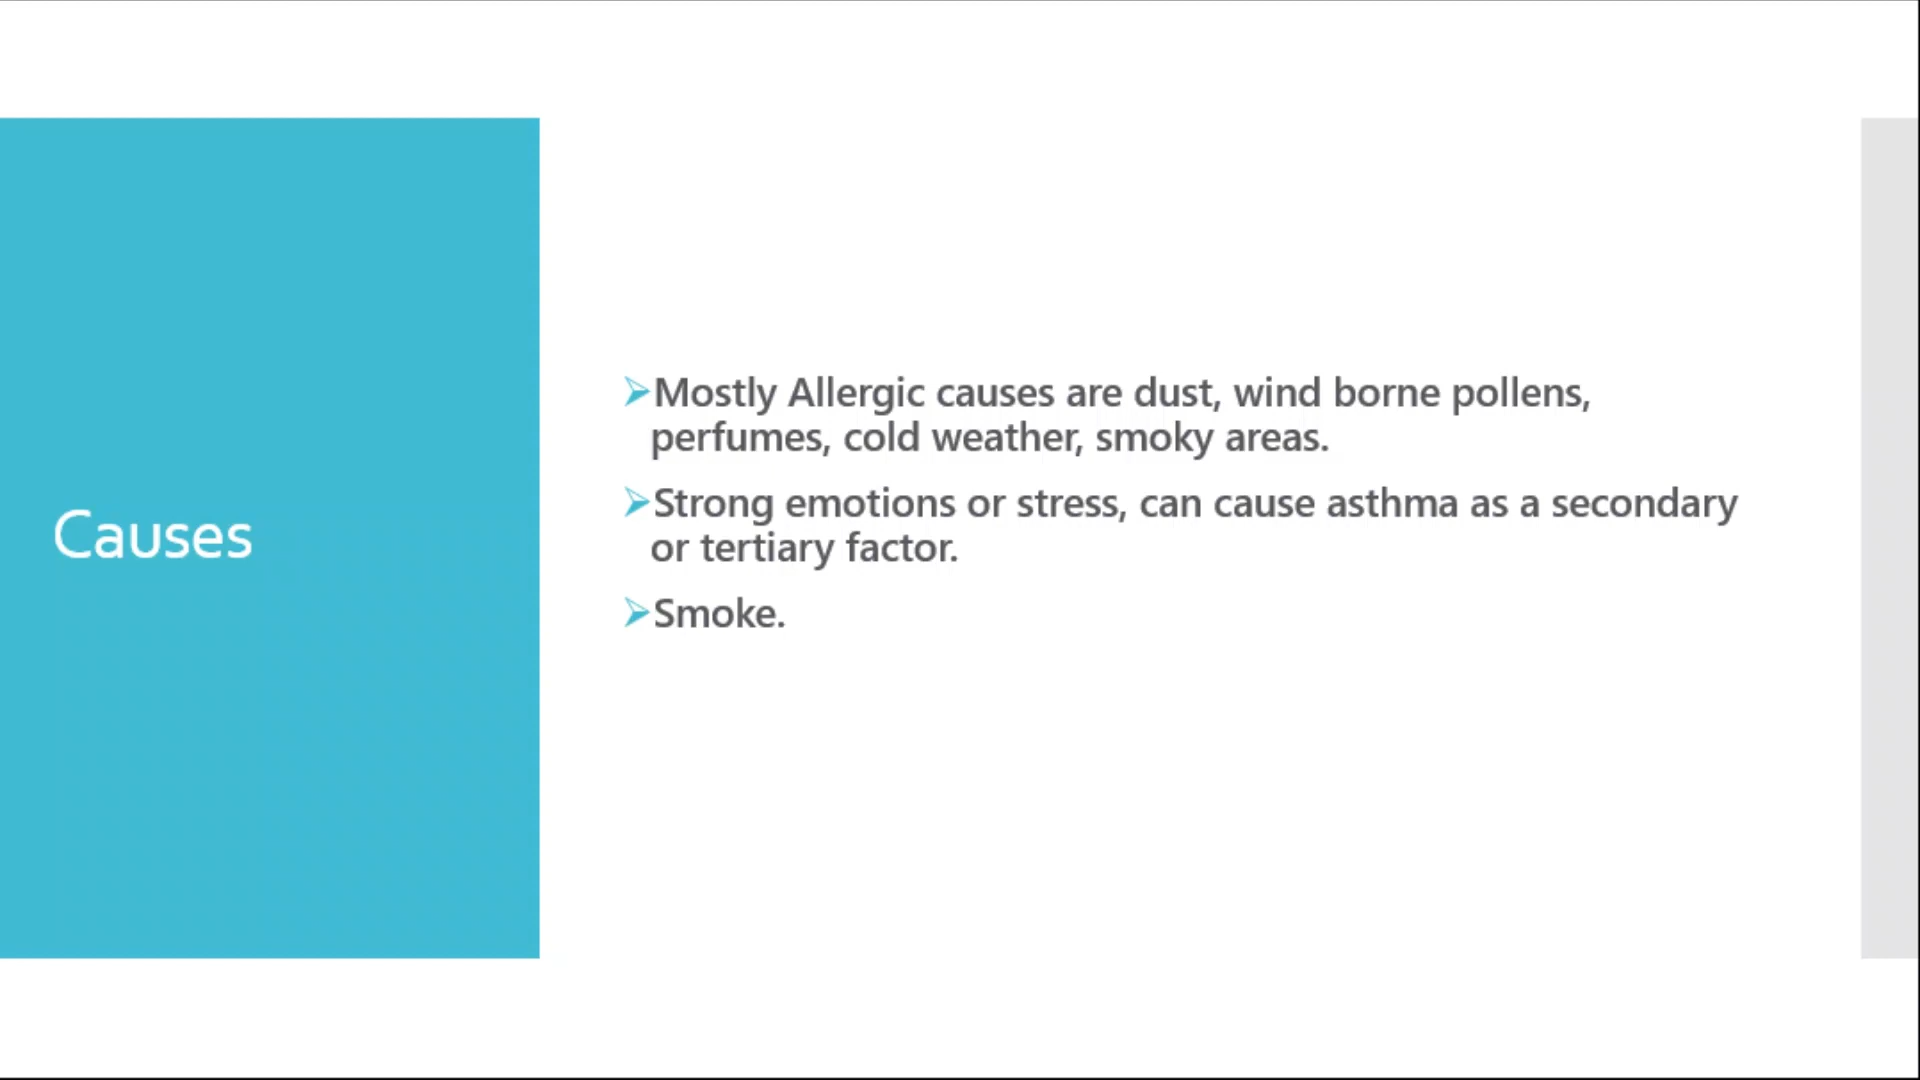 Causes
➢Mostly Allergic causes are dust, wind borne pollens,
perfumes, cold weather, smoky areas.
➢Strong emotions or stress, can cause asthma as a secondary
or tertiary factor.
➢Smoke.